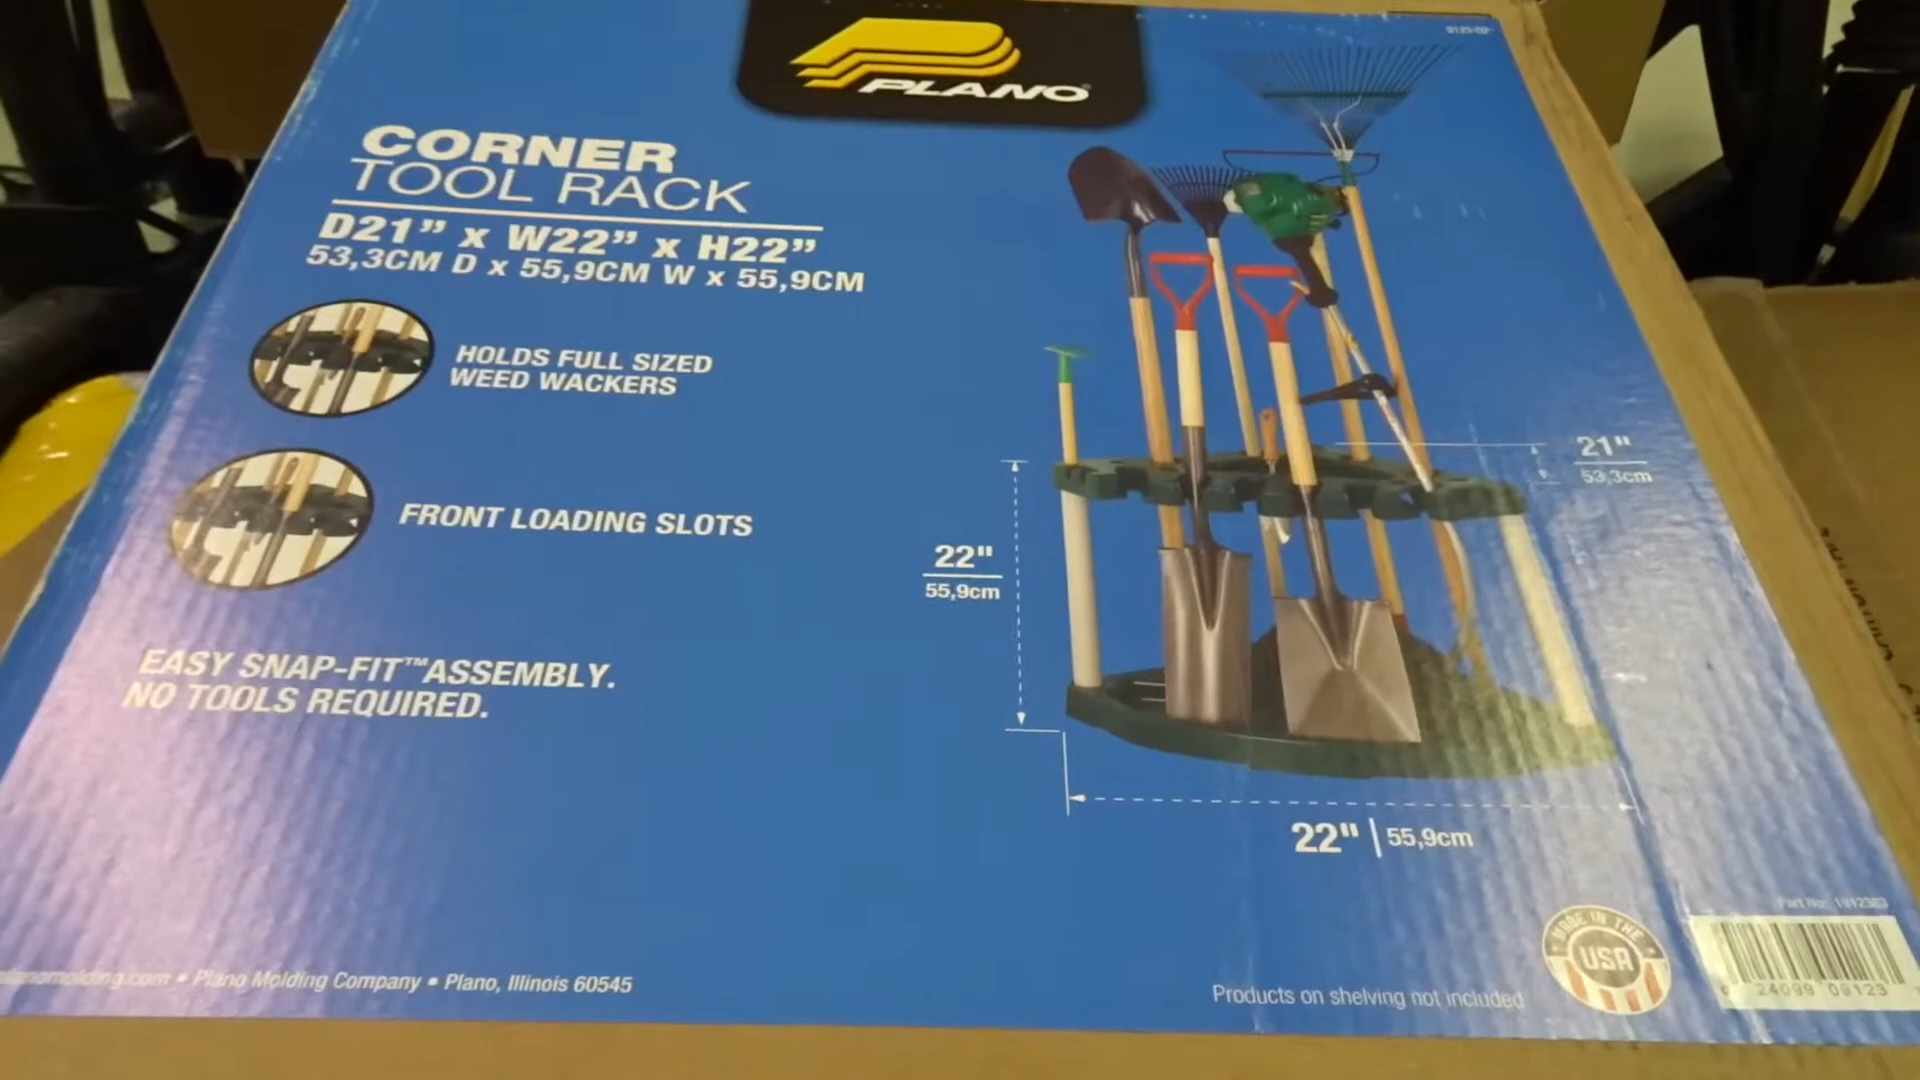 PLANO
CORNER
TOOL RACK
D21” x W22” x H22”
53,3CM D x 55,9CM W x 55,9CM
HOLDS FULL SIZED
WEED WACKERS
FRONT LOADING SLOTS
EASY SNAP-FIT™ ASSEMBLY.
NO TOOLS REQUIRED.
21"
53,3cm
22"
55,9cm
22" | 55,9cm
MADE IN THE
USA
24099 09123
Plano Molding Company • Plano, Illinois 60545
Products on shelving not included